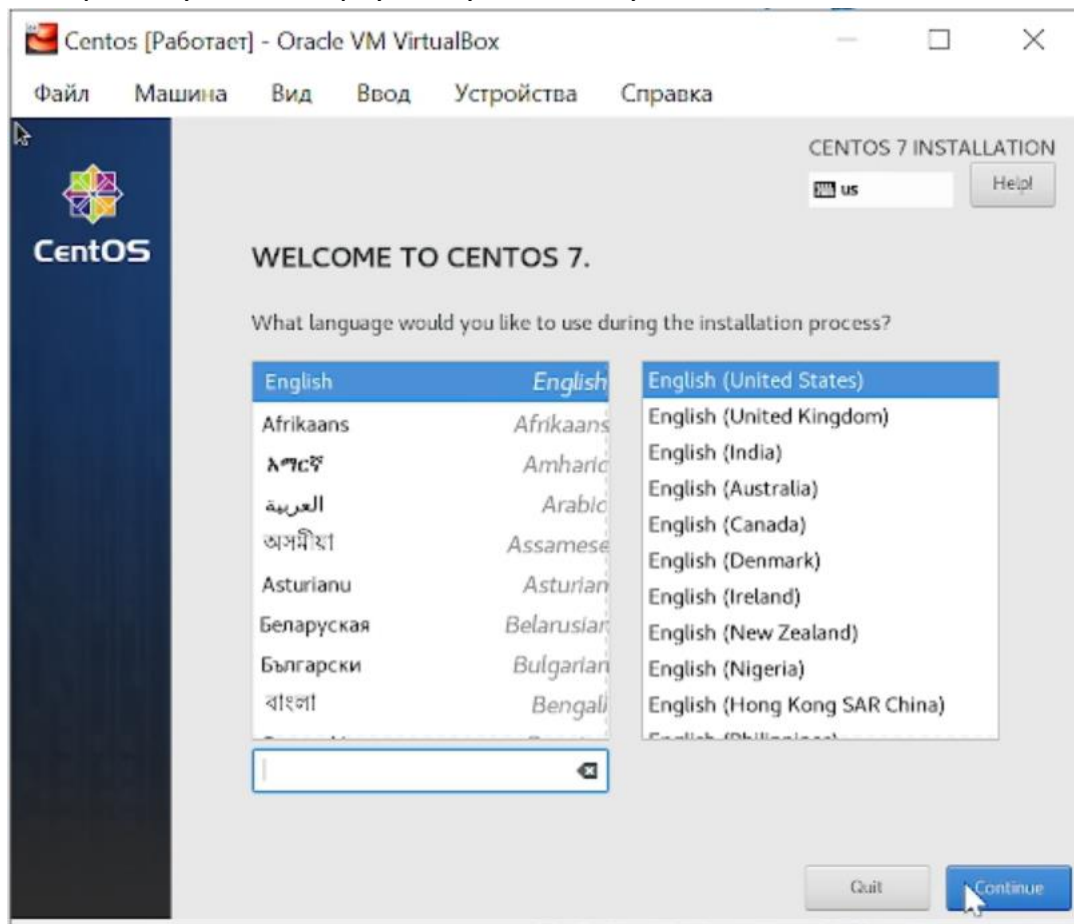 Centos [Работает] - Oracle VM VirtualBox
Файл Машина Вид Ввод Устройства Справка
CENTOS 7 INSTALLATION
us Help!
CentOS
WELCOME TO CENTOS 7.
What language would you like to use during the installation process?
English English English (United States)
Afrikaans Afrikaans English (United Kingdom)
አማርኛ Amharic English (India)
العربية Arabic English (Australia)
অসমীয়া Assamese English (Canada)
Asturianu Asturian English (Denmark)
Беларуская Belarusian English (Ireland)
Български Bulgarian English (New Zealand)
বাংলা Bengali English (Nigeria)
English (Hong Kong SAR China)
Quit Continue